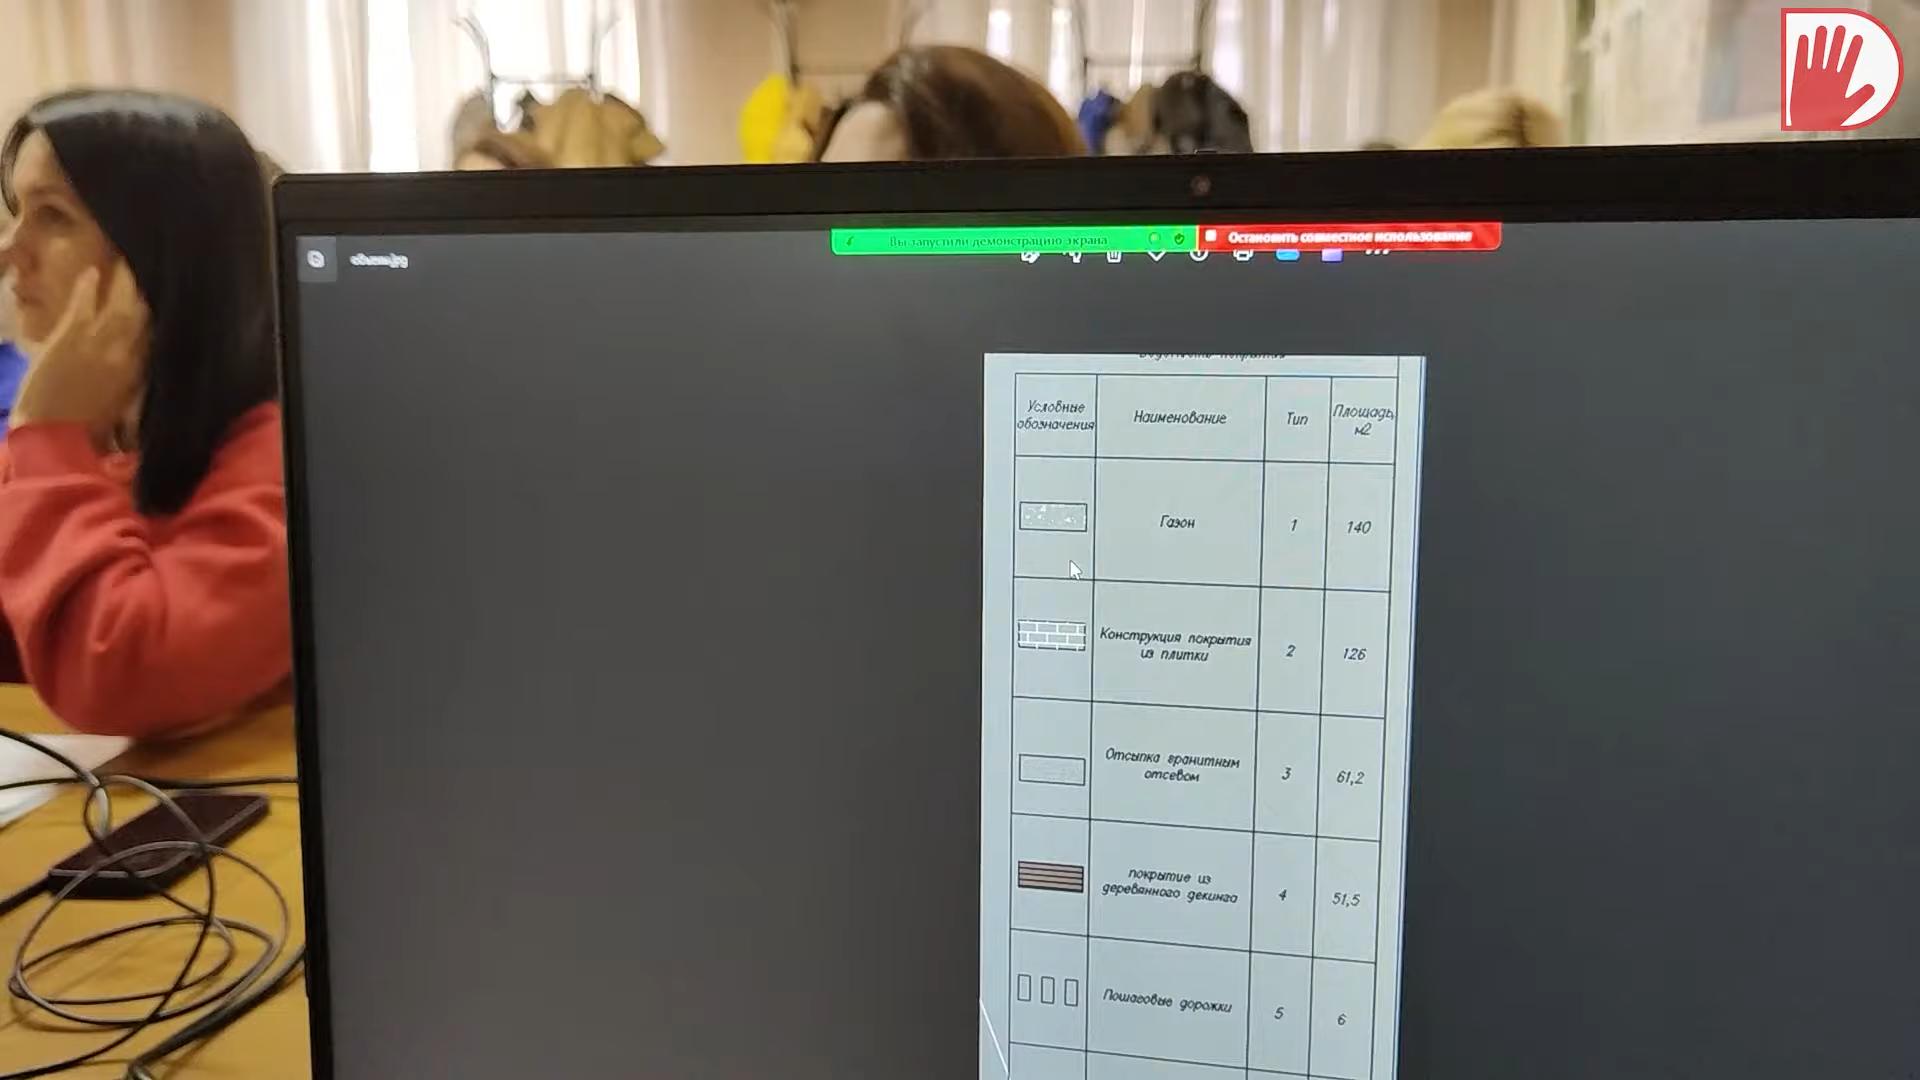 Вы запустили демонстрацию экрана
Остановить совместное использование
Условные
обозначения
Наименование
Тип
Площадь,
м2
Газон
1
140
Конструкция покрытия
из плитки
2
126
Отсыпка гранитным
отсевом
3
61,2
покрытие из
деревянного декинга
4
51,5
Пошаговые дорожки
5
6